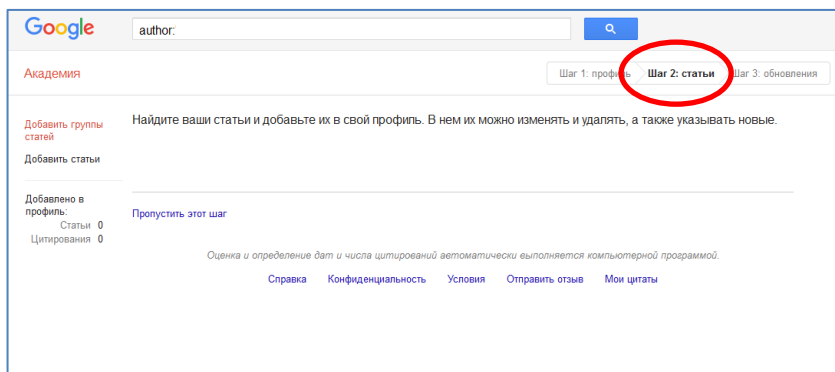 Google
author:
Академия
Шаг 1: профиль
Шаг 2: статьи
Шаг 3: обновления
Добавить группы
статей
Добавить статьи
Найдите ваши статьи и добавьте их в свой профиль. В нем их можно изменять и удалять, а также указывать новые.
Добавлено в
профиль:
Статьи 0
Цитирования 0
Пропустить этот шаг
Оценка и определение дат и числа цитирований автоматически выполняется компьютерной программой.
Справка Конфиденциальность Условия Отправить отзыв Мои цитаты